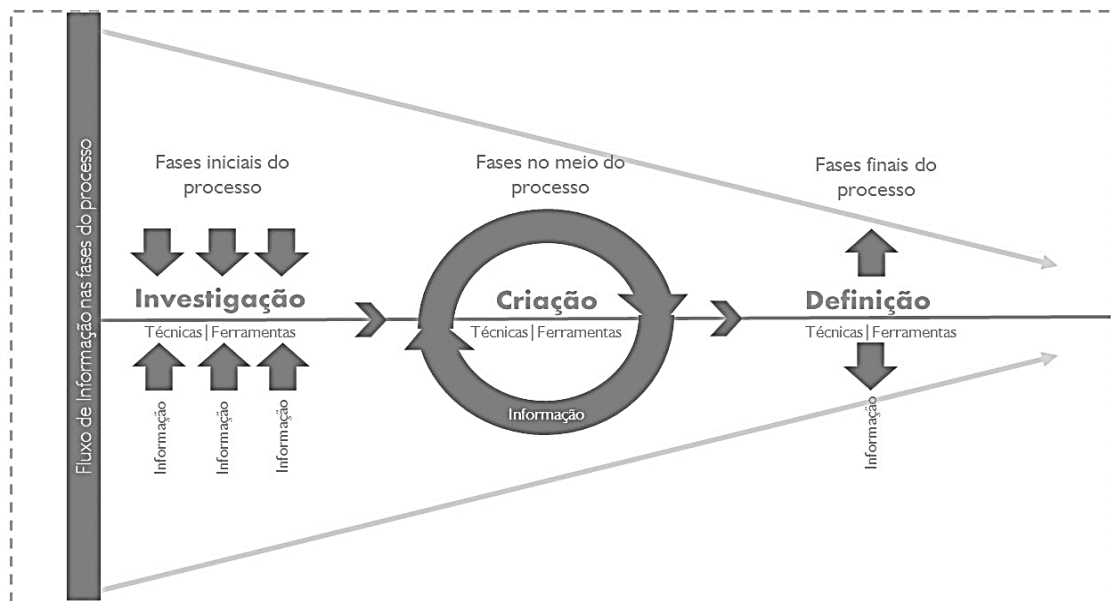 Fluxo de Informação nas fases do processo
Fases iniciais do
processo
Investigação
Técnicas|Ferramentas
Informação
Informação
Informação
Fases no meio do
processo
Criação
Técnicas|Ferramentas
Informação
Fases finais do
processo
Definição
Técnicas|Ferramentas
Informação